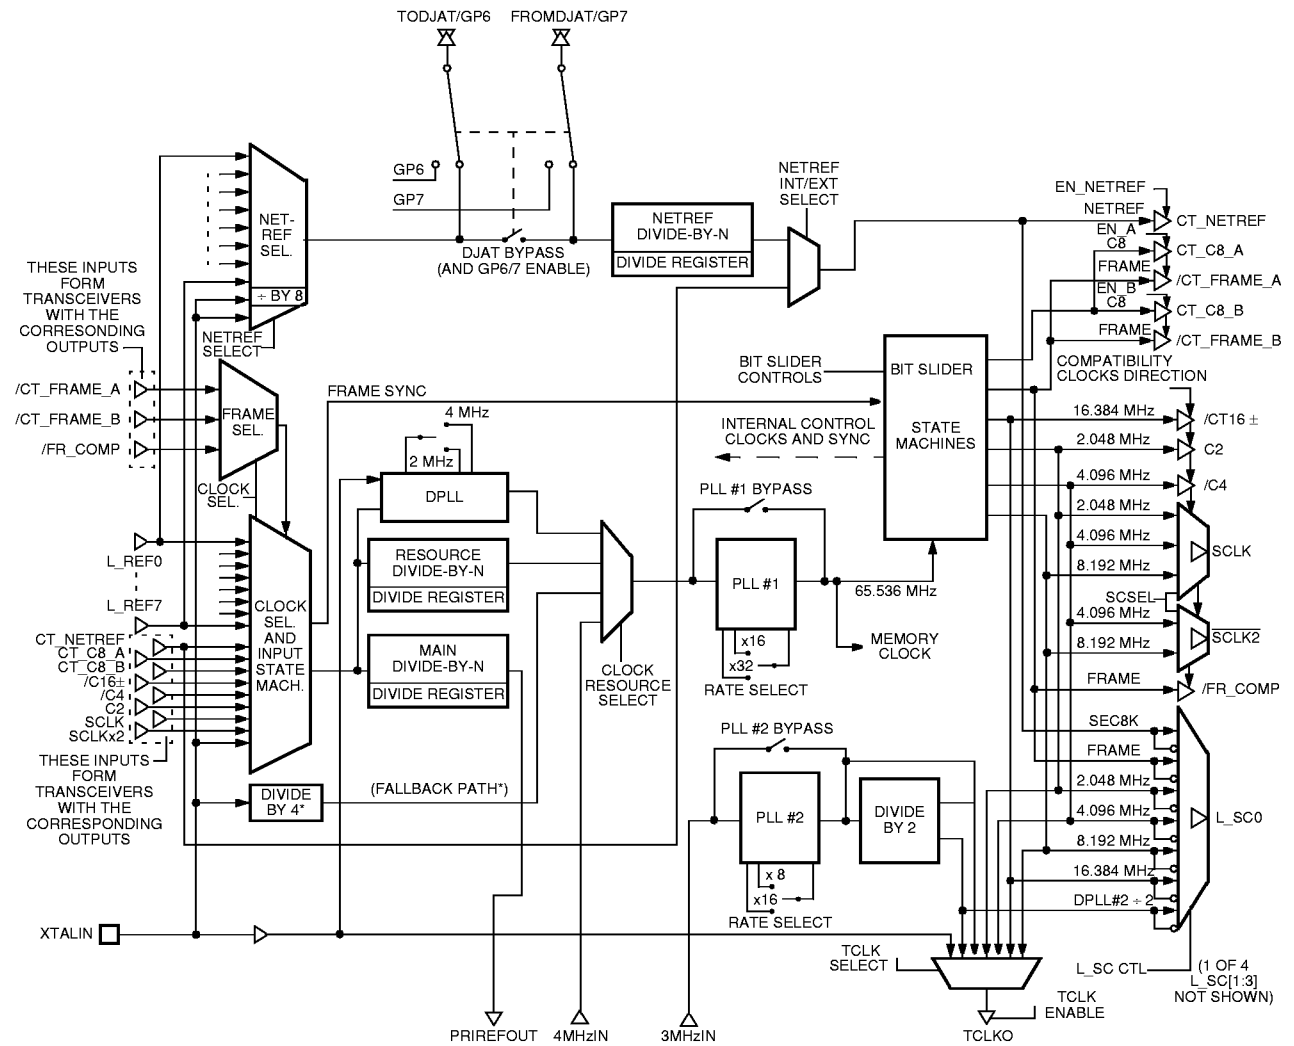 TODJAT/GP6
FROMDJAT/GP7
GP6
GP7
DJAT BYPASS
(AND GP6/7 ENABLE)
NET-
REF
SEL.
÷ BY 8
NETREF
SELECT
NETREF
DIVIDE-BY-N
DIVIDE REGISTER
NETREF
INT/EXT
SELECT
EN_NETREF
NETREF
CT_NETREF
EN_A
C8
CT_C8_A
FRAME
/CT_FRAME_A
EN_B
C8
CT_C8_B
FRAME
/CT_FRAME_B
COMPATIBILITY
CLOCKS DIRECTION
THESE INPUTS
FORM
TRANSCEIVERS
WITH THE
CORRESONDING
OUTPUTS
/CT_FRAME_A
/CT_FRAME_B
/FR_COMP
FRAME
SEL.
CLOCK
SEL.
FRAME SYNC
4 MHz
2 MHz
DPLL
RESOURCE
DIVIDE-BY-N
DIVIDE REGISTER
MAIN
DIVIDE-BY-N
DIVIDE REGISTER
BIT SLIDER
CONTROLS
BIT SLIDER
STATE
MACHINES
INTERNAL CONTROL
CLOCKS AND SYNC
PLL #1 BYPASS
PLL #1
x16
x32
RATE SELECT
65.536 MHz
MEMORY
CLOCK
CLOCK
RESOURCE
SELECT
16.384 MHz
/CT16 ±
2.048 MHz
C2
4.096 MHz
/C4
2.048 MHz
4.096 MHz
8.192 MHz
SCLK
SCSEL
4.096 MHz
8.192 MHz
SCLK2
FRAME
/FR_COMP
L_REF0
L_REF7
CT_NETREF
CT_C8_A
CT_C8_B
/C16±
/C4
C2
SCLK
SCLKx2
CLOCK
SEL.
AND
INPUT
STATE
MACH.
THESE INPUTS
FORM
TRANSCEIVERS
WITH THE
CORRESPONDING
OUTPUTS
DIVIDE
BY 4*
(FALLBACK PATH*)
PLL #2 BYPASS
PLL #2
x 8
x16
RATE SELECT
DIVIDE
BY 2
SEC8K
FRAME
2.048 MHz
4.096 MHz
8.192 MHz
16.384 MHz
DPLL#2 ÷ 2
L_SC0
XTALIN
TCLK
SELECT
L_SC CTL
(1 OF 4
L_SC[1:3]
NOT SHOWN)
TCLK
ENABLE
PRIREFOUT
4MHzIN
3MHzIN
TCLKO